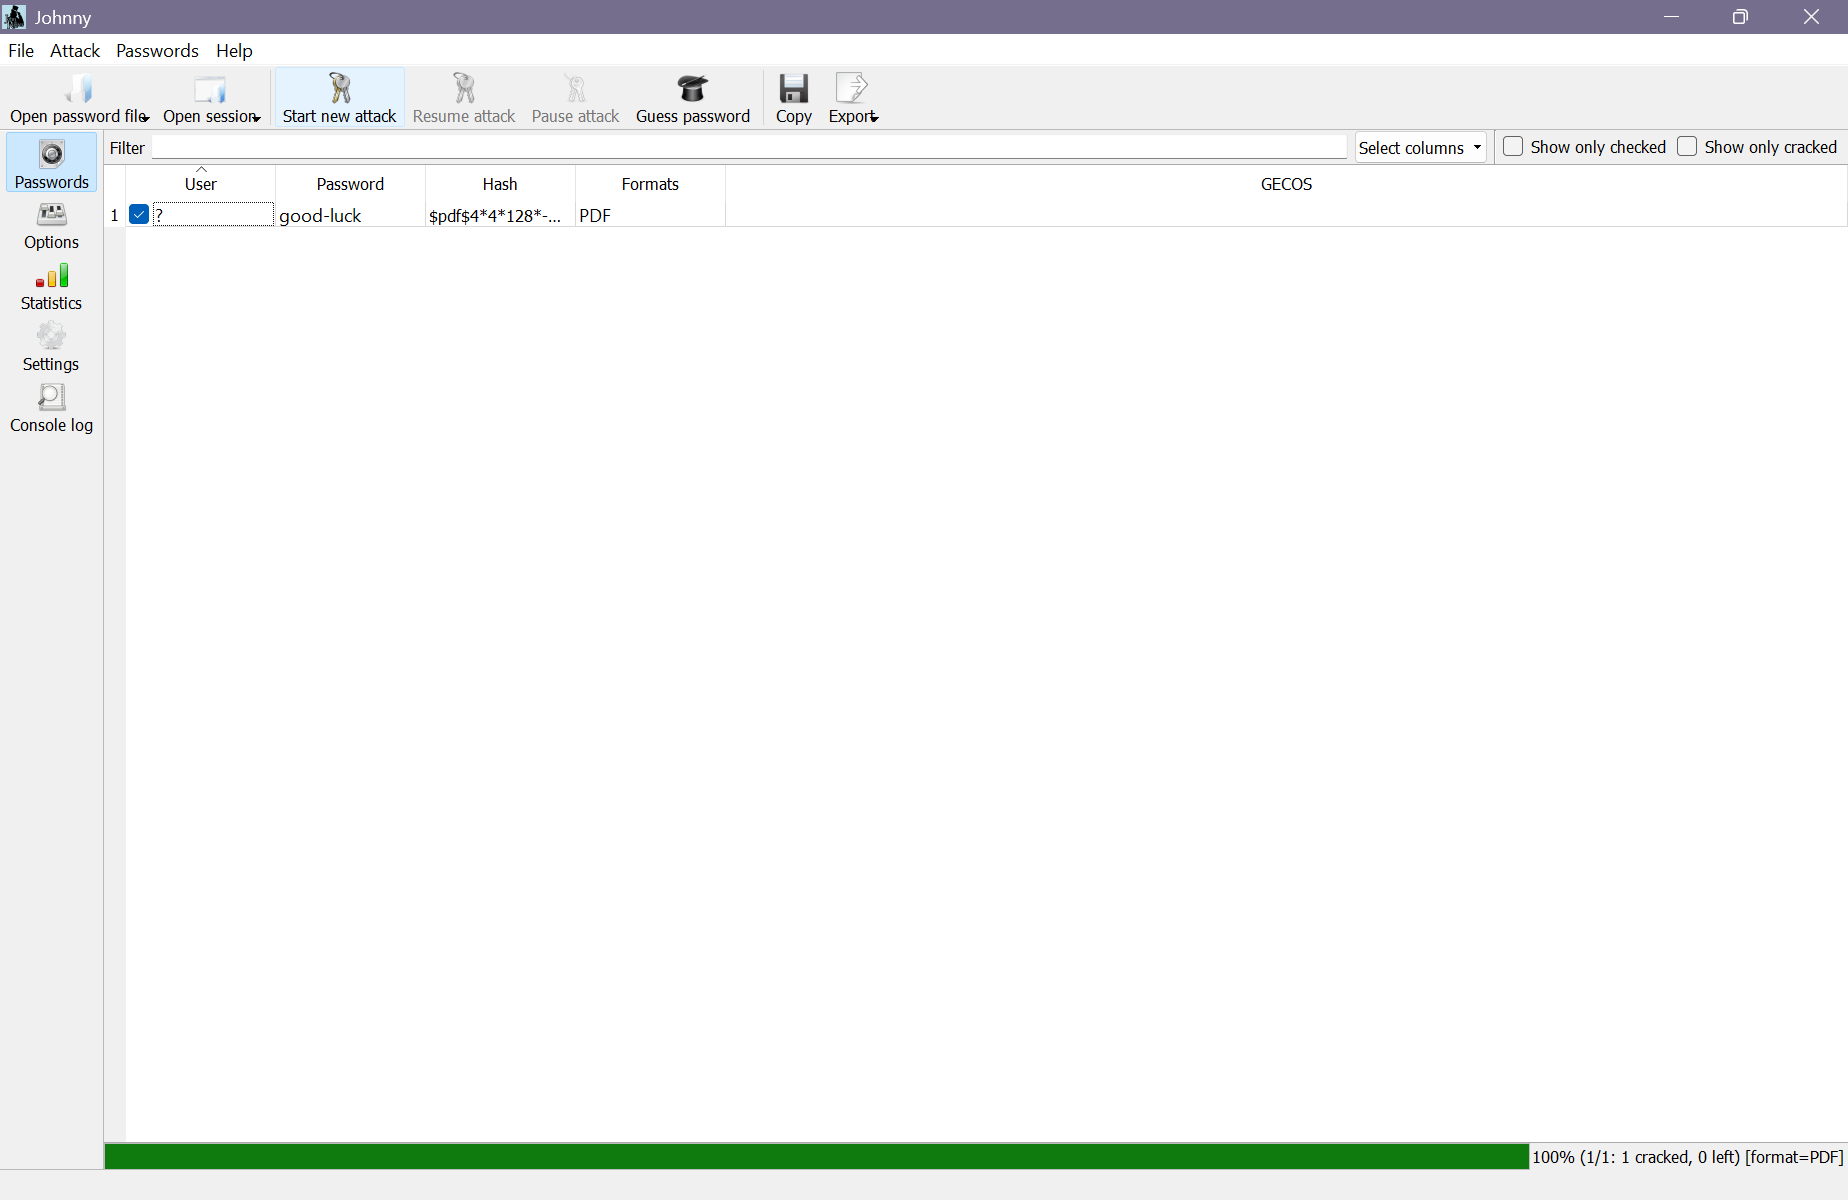 Johnny
File Attack Passwords Help
Open password file Open session Start new attack Resume attack Pause attack Guess password Copy Export
Passwords
Options
Statistics
Settings
Console log
Filter Select columns Show only checked Show only cracked
User Password Hash Formats GECOS
1 ? good-luck $pdf$4*4*128*-... PDF
100% (1/1: 1 cracked, 0 left) [format=PDF]